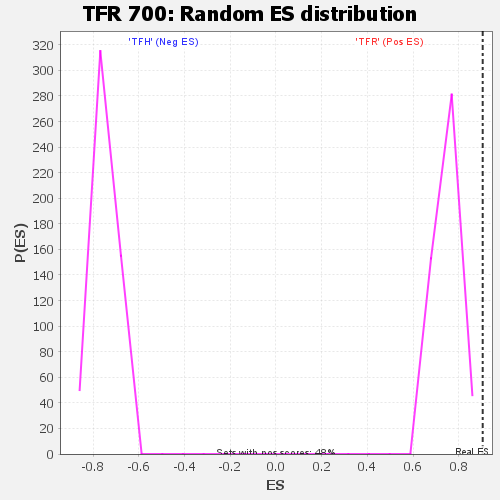 TFR 700: Random ES distribution
'TFH' (Neg ES) 'TFR' (Pos ES)
320
300
280
260
240
220
200
180
160
140
120
100
80
60
40
20
0
P(ES)
Sets with pos scores: 48%
Real ES
-0.8 -0.6 -0.4 -0.2 0.0 0.2 0.4 0.6 0.8
ES